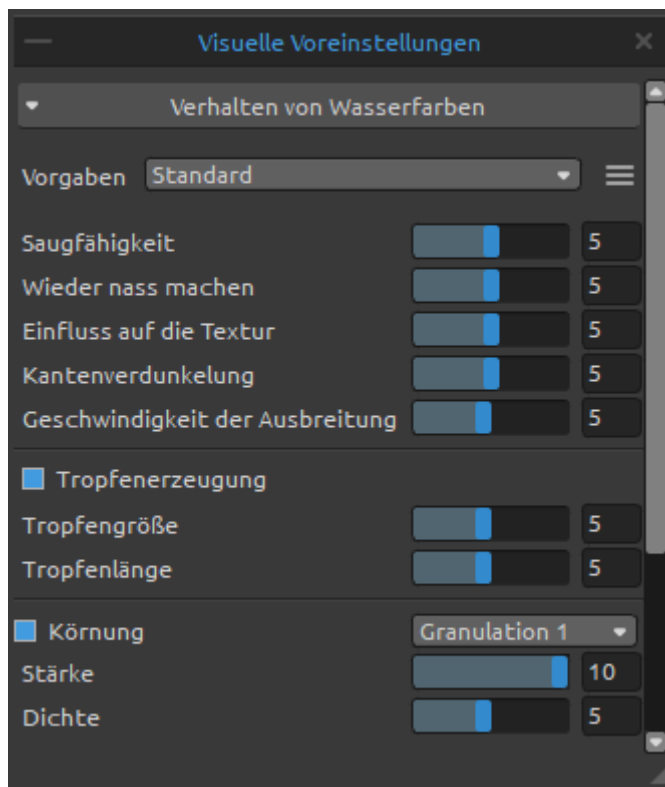 Visuelle Voreinstellungen
Verhalten von Wasserfarben
Vorgaben Standard
Saugfähigkeit 5
Wieder nass machen 5
Einfluss auf die Textur 5
Kantenverdunkelung 5
Geschwindigkeit der Ausbreitung 5
Tropfenerzeugung
Tropfengröße 5
Tropfenlänge 5
Körnung Granulation 1
Stärke 10
Dichte 5